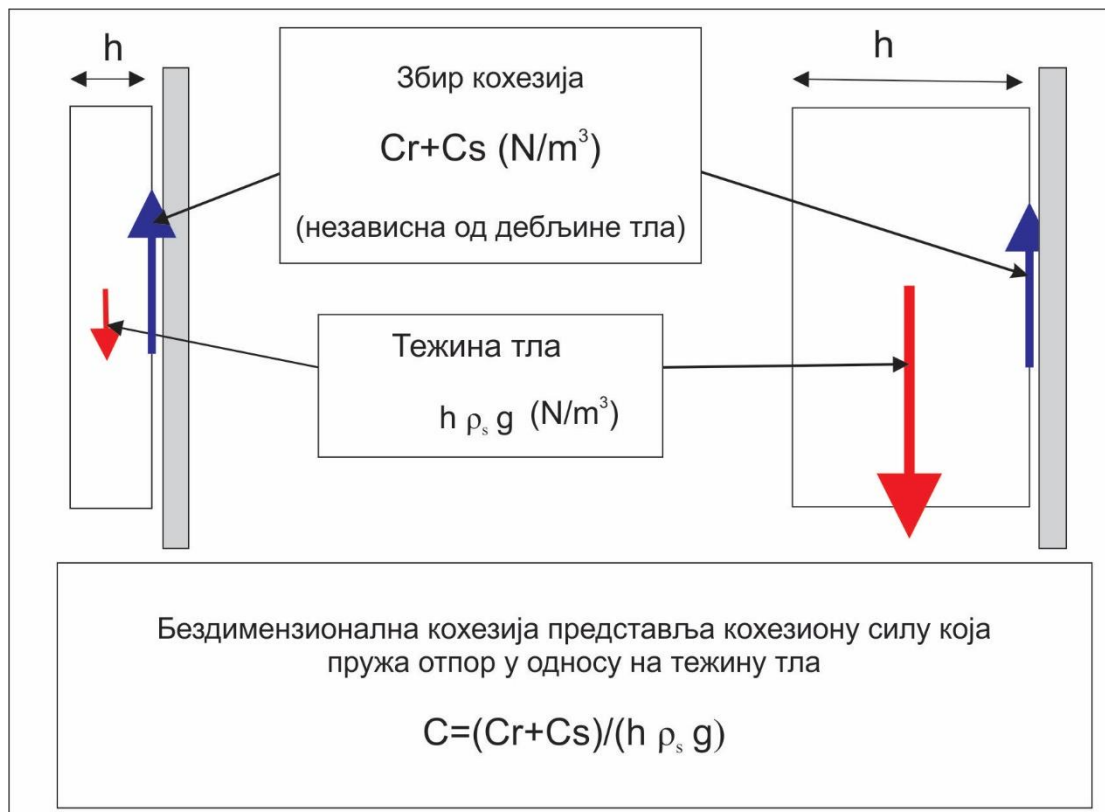 h
h
Збир кохезија
Cr+Cs (N/m³)
(независна од дебљине тла)
Тежина тла
h ρₛ g (N/m³)
Бездимензионална кохезија представља кохезиону силу која
пружа отпор у односу на тежину тла
C=(Cr+Cs)/(h ρₛ g)